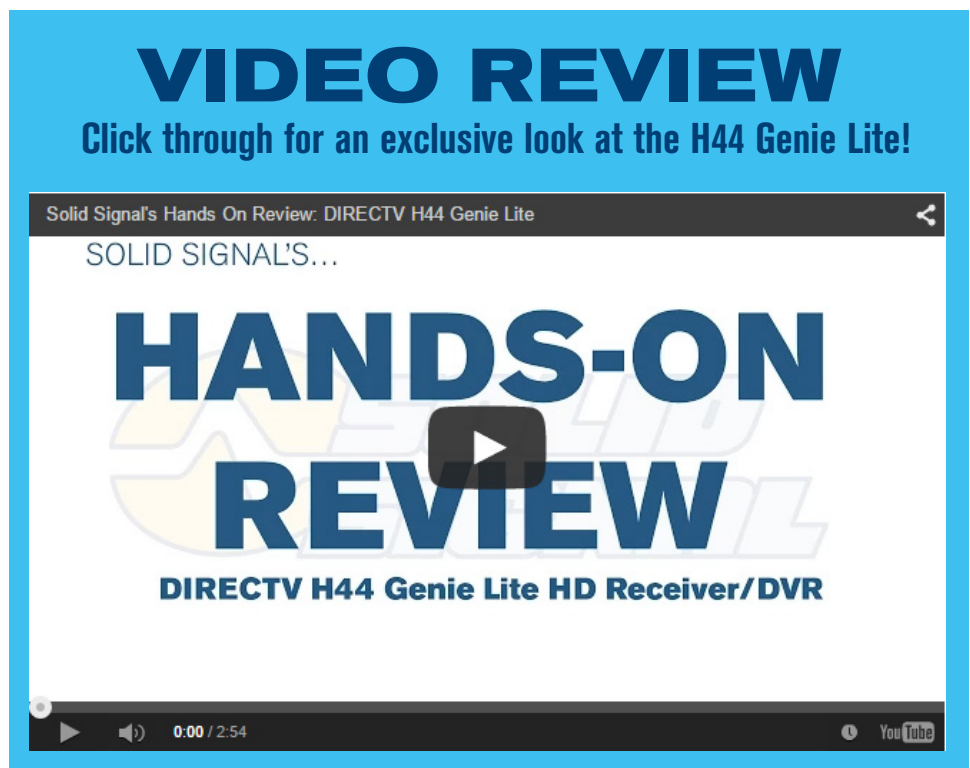 VIDEO REVIEW
Click through for an exclusive look at the H44 Genie Lite!
Solid Signal's Hands On Review: DIRECTV H44 Genie Lite
SOLID SIGNAL'S...
HANDS-ON
REVIEW
SOLID
SIGNAL
DIRECTV H44 Genie Lite HD Receiver/DVR
0:00 / 2:54
YouTube